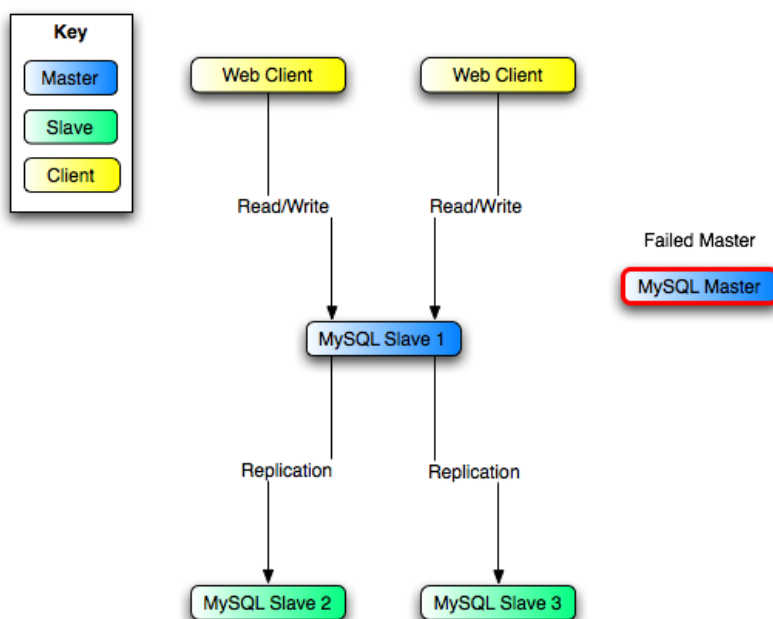 Key
Master
Slave
Client
Web Client
Web Client
Read/Write
Read/Write
Failed Master
MySQL Master
MySQL Slave 1
Replication
Replication
MySQL Slave 2
MySQL Slave 3